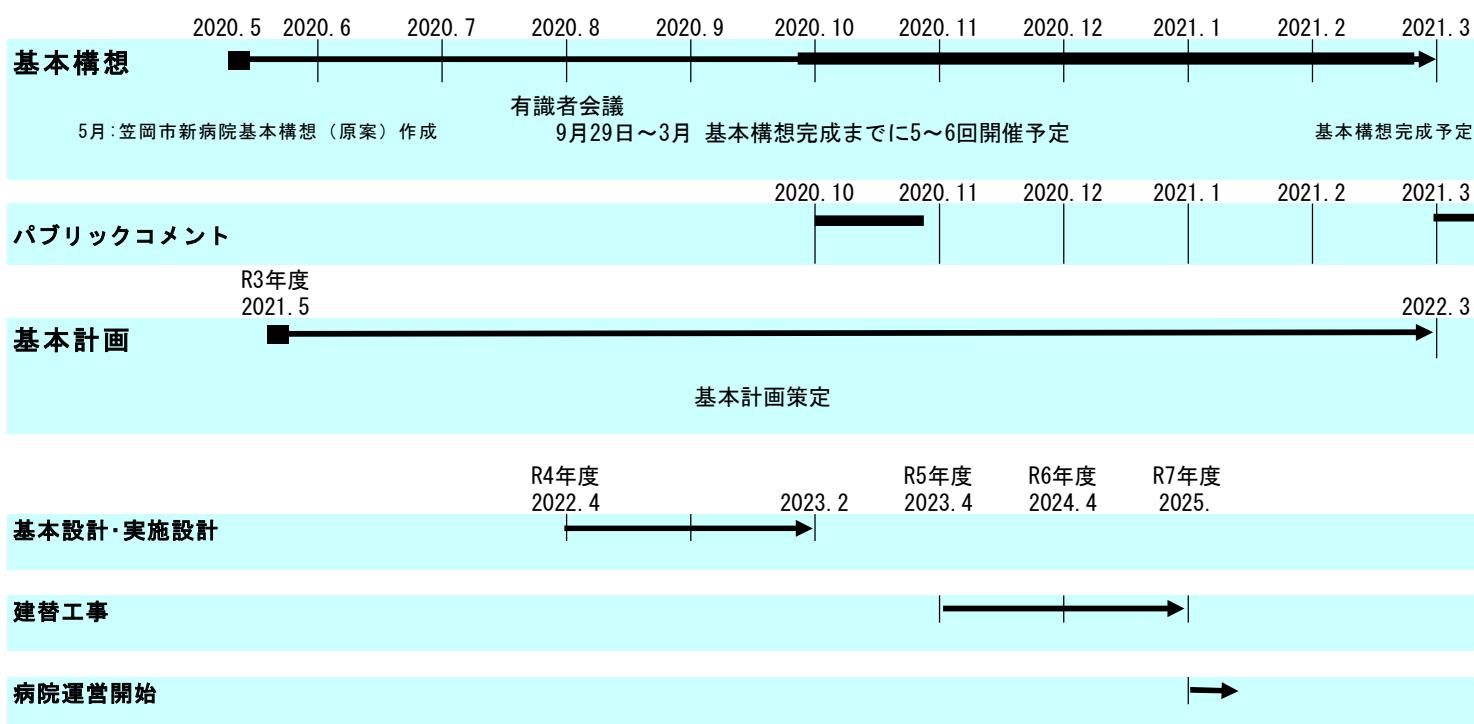 2020.5 2020.6 2020.7 2020.8 2020.9 2020.10 2020.11 2020.12 2021.1 2021.2 2021.3
基本構想
有識者会議
5月:笠岡市新病院基本構想（原案）作成 9月29日～3月 基本構想完成までに5～6回開催予定 基本構想完成予定
2020.10 2020.11 2020.12 2021.1 2021.2 2021.3
パブリックコメント
R3年度
2021.5 2022.3
基本計画
基本計画策定
R4年度 R5年度 R6年度 R7年度
2022.4 2023.2 2023.4 2024.4 2025.
基本設計・実施設計
建替工事
病院運営開始